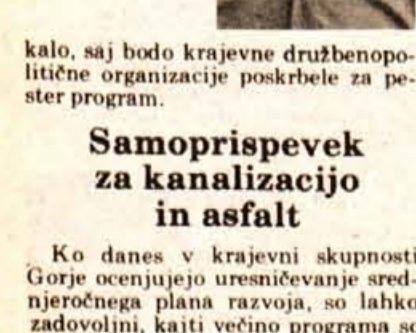 kalo, saj bodo krajevne družbenopo-
litične organizacije poskrbele za pe-
ster program.
Samoprispevek
za kanalizacijo
in asfalt
Ko danes v krajevni skupnosti
Gorje ocenjujejo uresničevanje sred-
njeročnega plana razvoja, so lahko
zadovoljni, kajti večino programa so